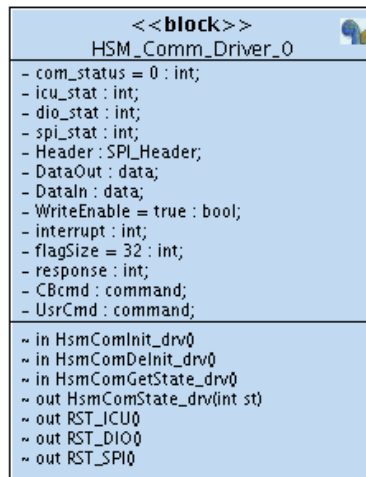 <<block>>
HSM_Comm_Driver_0
- com_status = 0 : int;
- icu_stat : int;
- dio_stat : int;
- spi_stat : int;
- Header : SPI_Header;
- DataOut : data;
- DataIn : data;
- WriteEnable = true : bool;
- interrupt : int;
- flagSize = 32 : int;
- response : int;
- CBcmd : command;
- UsrCmd : command;
~ in HsmComInit_drv()
~ in HsmComDeInit_drv()
~ in HsmComGetState_drv()
~ out HsmComState_drv(int st)
~ out RST_ICU()
~ out RST_DIO()
~ out RST_SPI()